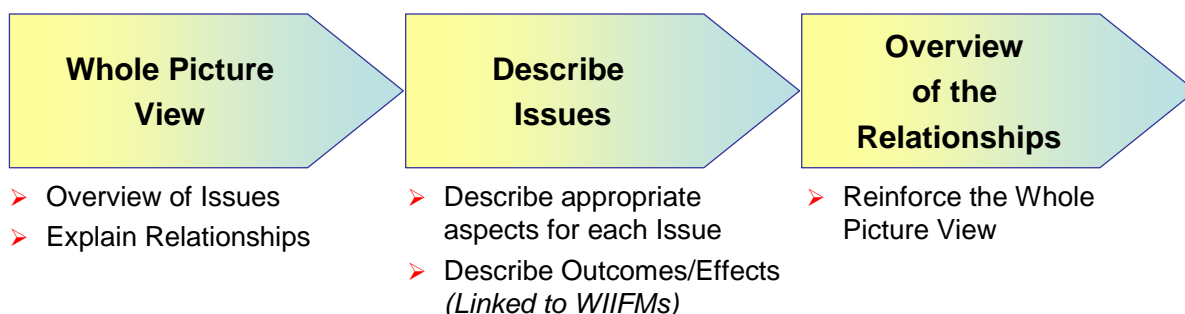 Whole Picture
View
Describe
Issues
Overview
of the
Relationships
➢ Overview of Issues
➢ Explain Relationships
➢ Describe appropriate
aspects for each Issue
➢ Describe Outcomes/Effects
(Linked to WIIFMs)
➢ Reinforce the Whole
Picture View